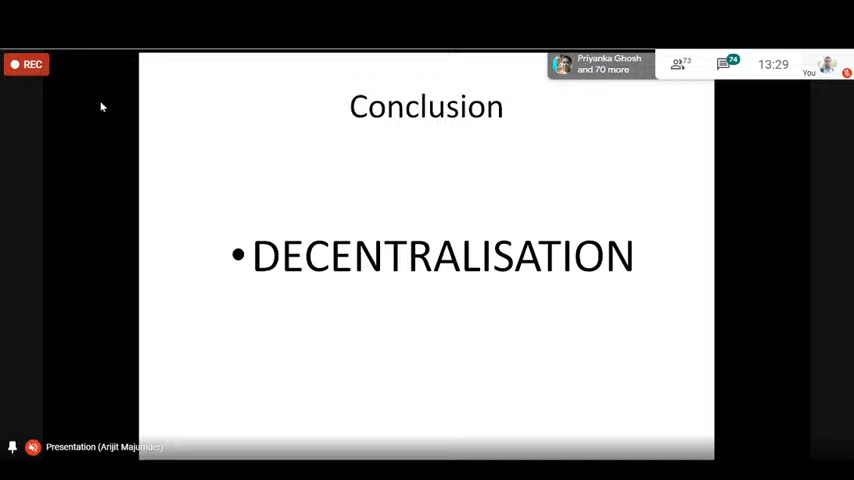 REC
Priyanka Ghosh
and 70 more
73
74
13:29
You
Conclusion
•DECENTRALISATION
Presentation (Arijit Majumder)